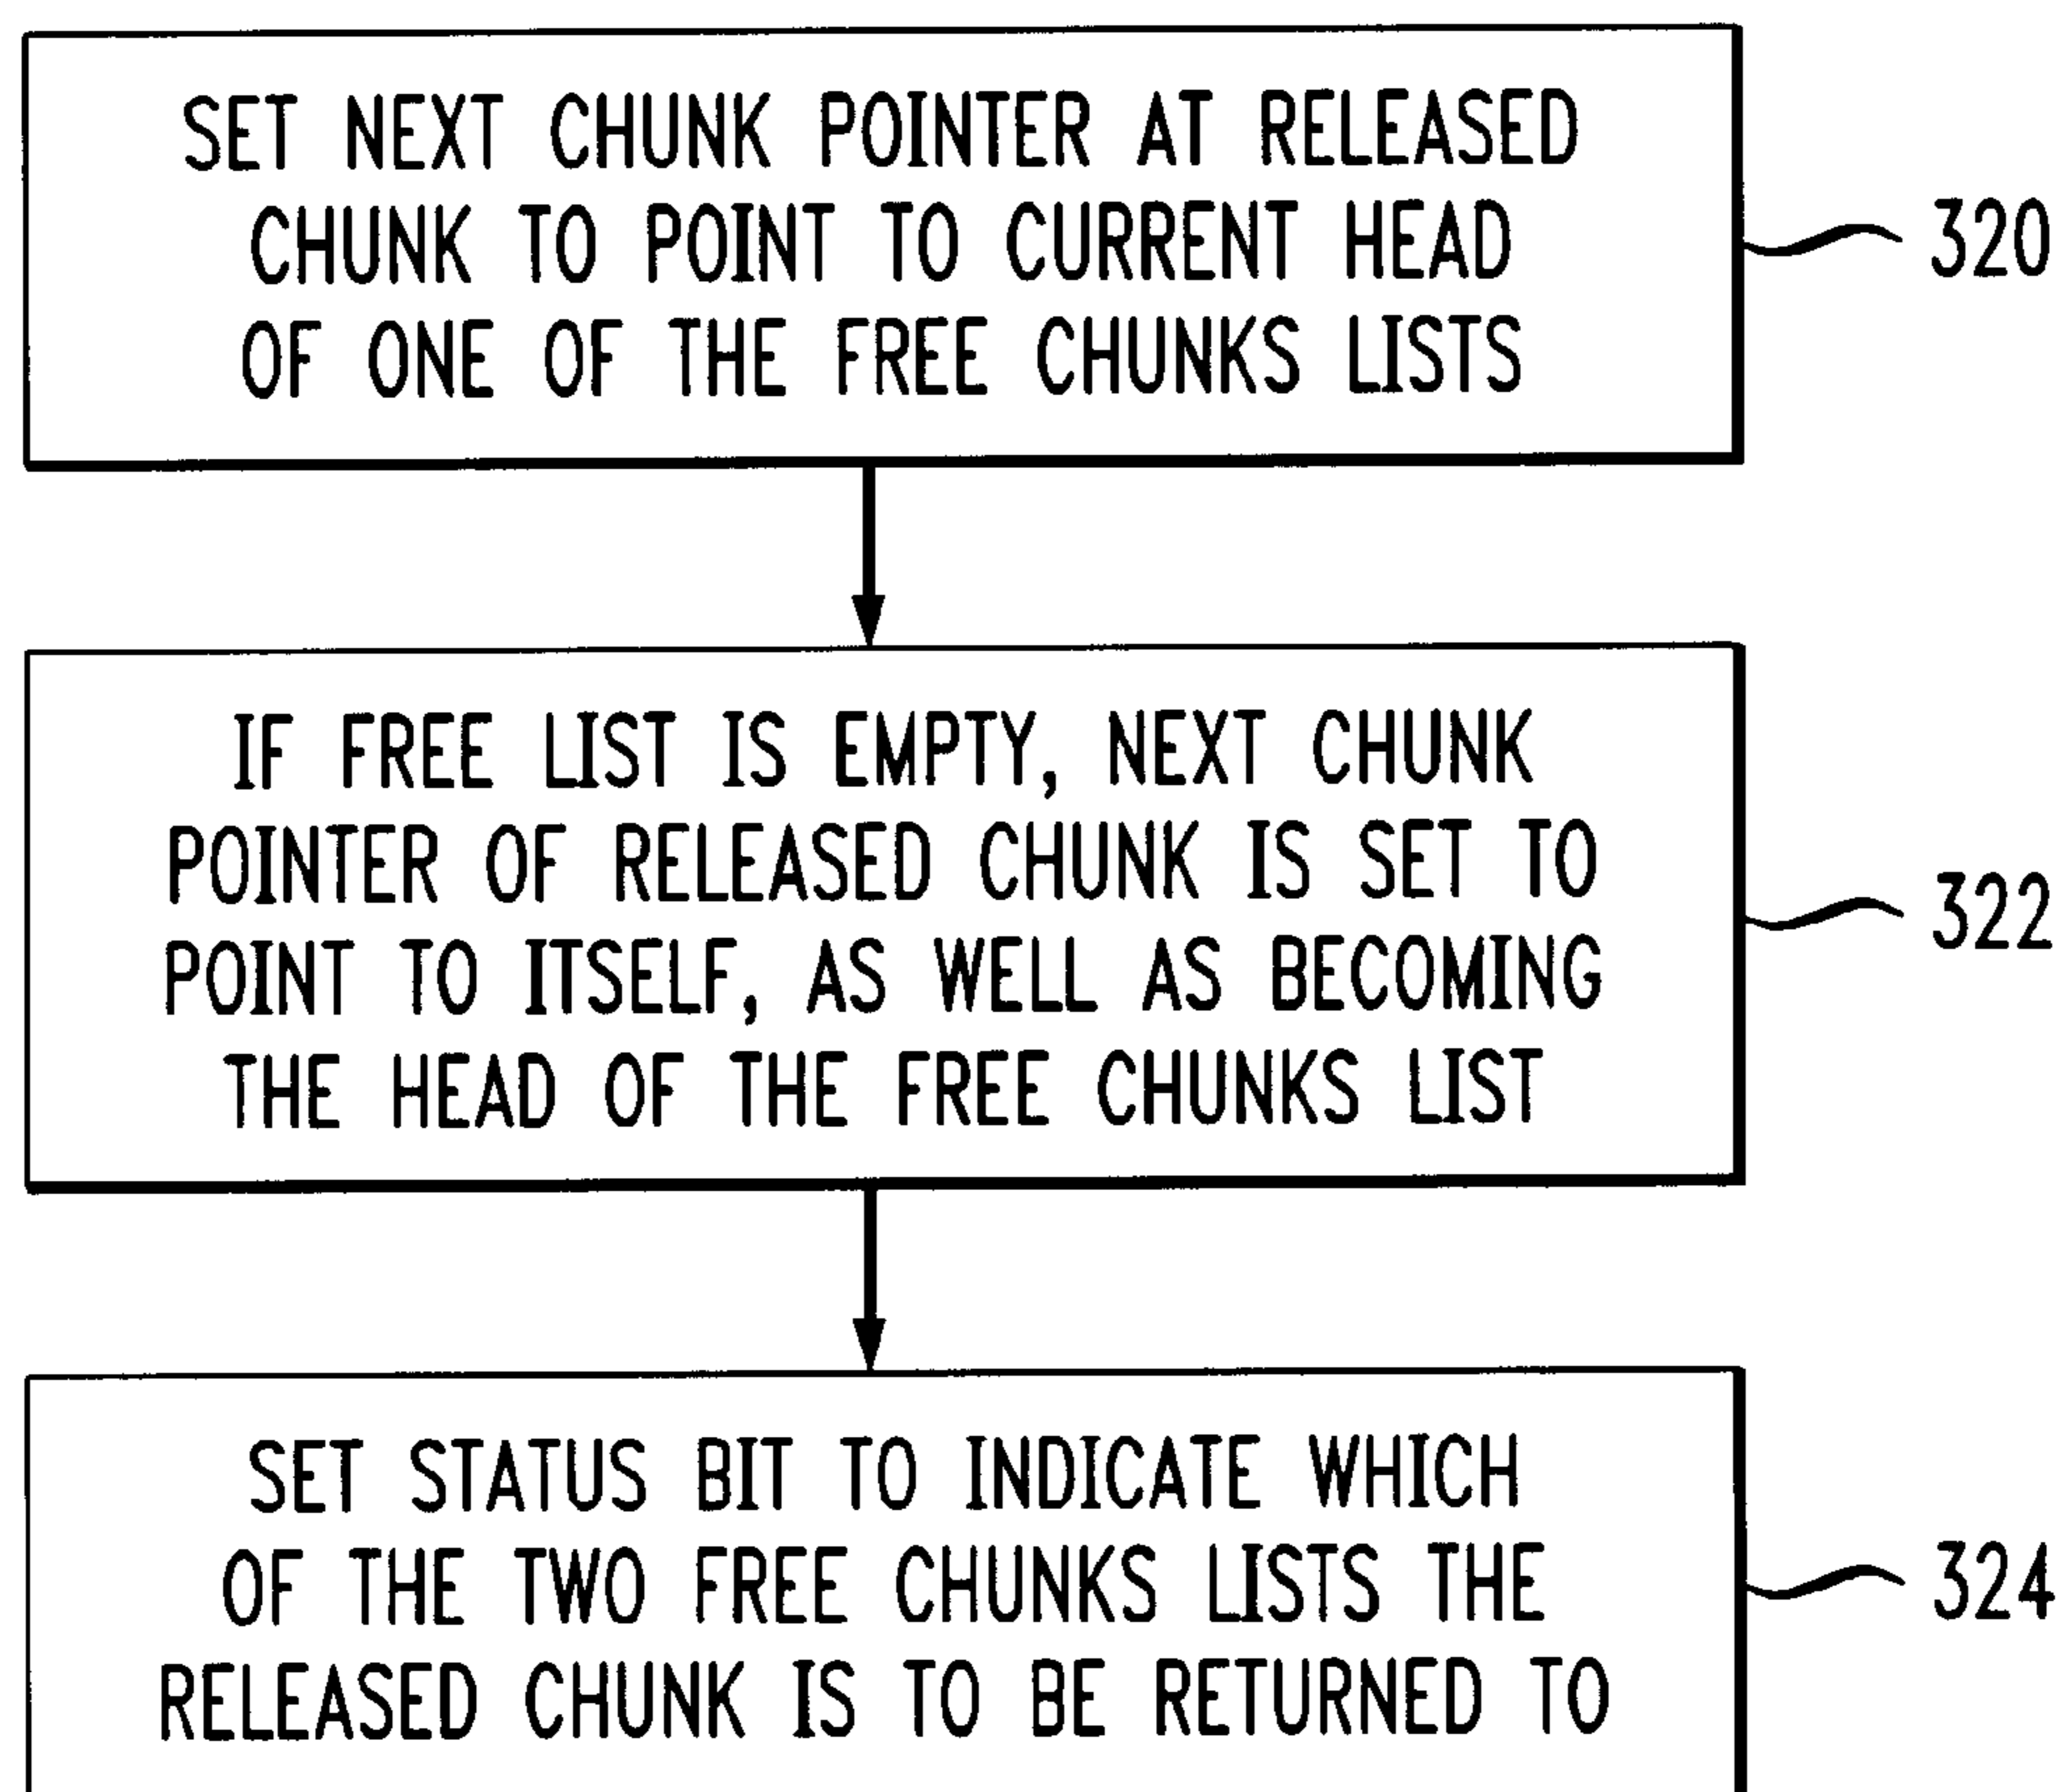 SET NEXT CHUNK POINTER AT RELEASED
CHUNK TO POINT TO CURRENT HEAD
OF ONE OF THE FREE CHUNKS LISTS
320
IF FREE LIST IS EMPTY, NEXT CHUNK
POINTER OF RELEASED CHUNK IS SET TO
POINT TO ITSELF, AS WELL AS BECOMING
THE HEAD OF THE FREE CHUNKS LIST
322
SET STATUS BIT TO INDICATE WHICH
OF THE TWO FREE CHUNKS LISTS THE
RELEASED CHUNK IS TO BE RETURNED TO
324